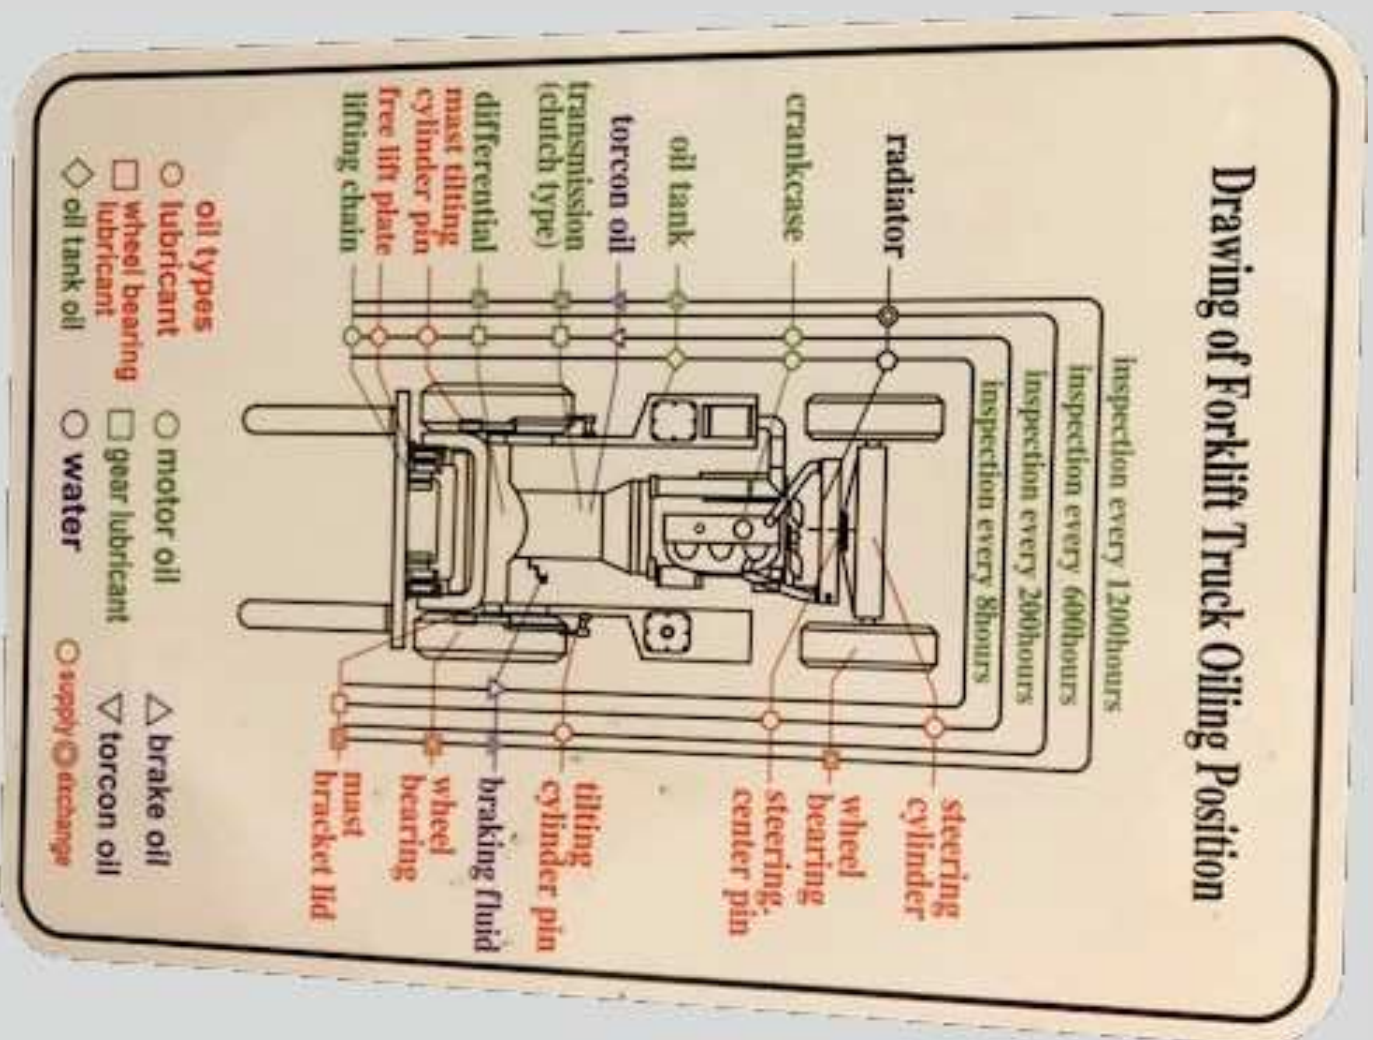 Drawing of Forklift Truck Oiling Position
inspection every 1200hours
inspection every 600hours
inspection every 200hours
inspection every 8hours
radiator
crankcase
oil tank
torcon oil
transmission
(clutch type)
differential
mast tilting
cylinder pin
free lift plate
lifting chain
steering
cylinder
wheel
bearing
steering.
center pin
tilting
cylinder pin
braking fluid
wheel
bearing
mast
bracket lid
oil types
lubricant
wheel bearing
lubricant
oil tank oil
motor oil
gear lubricant
water
brake oil
torcon oil
supply
dechange